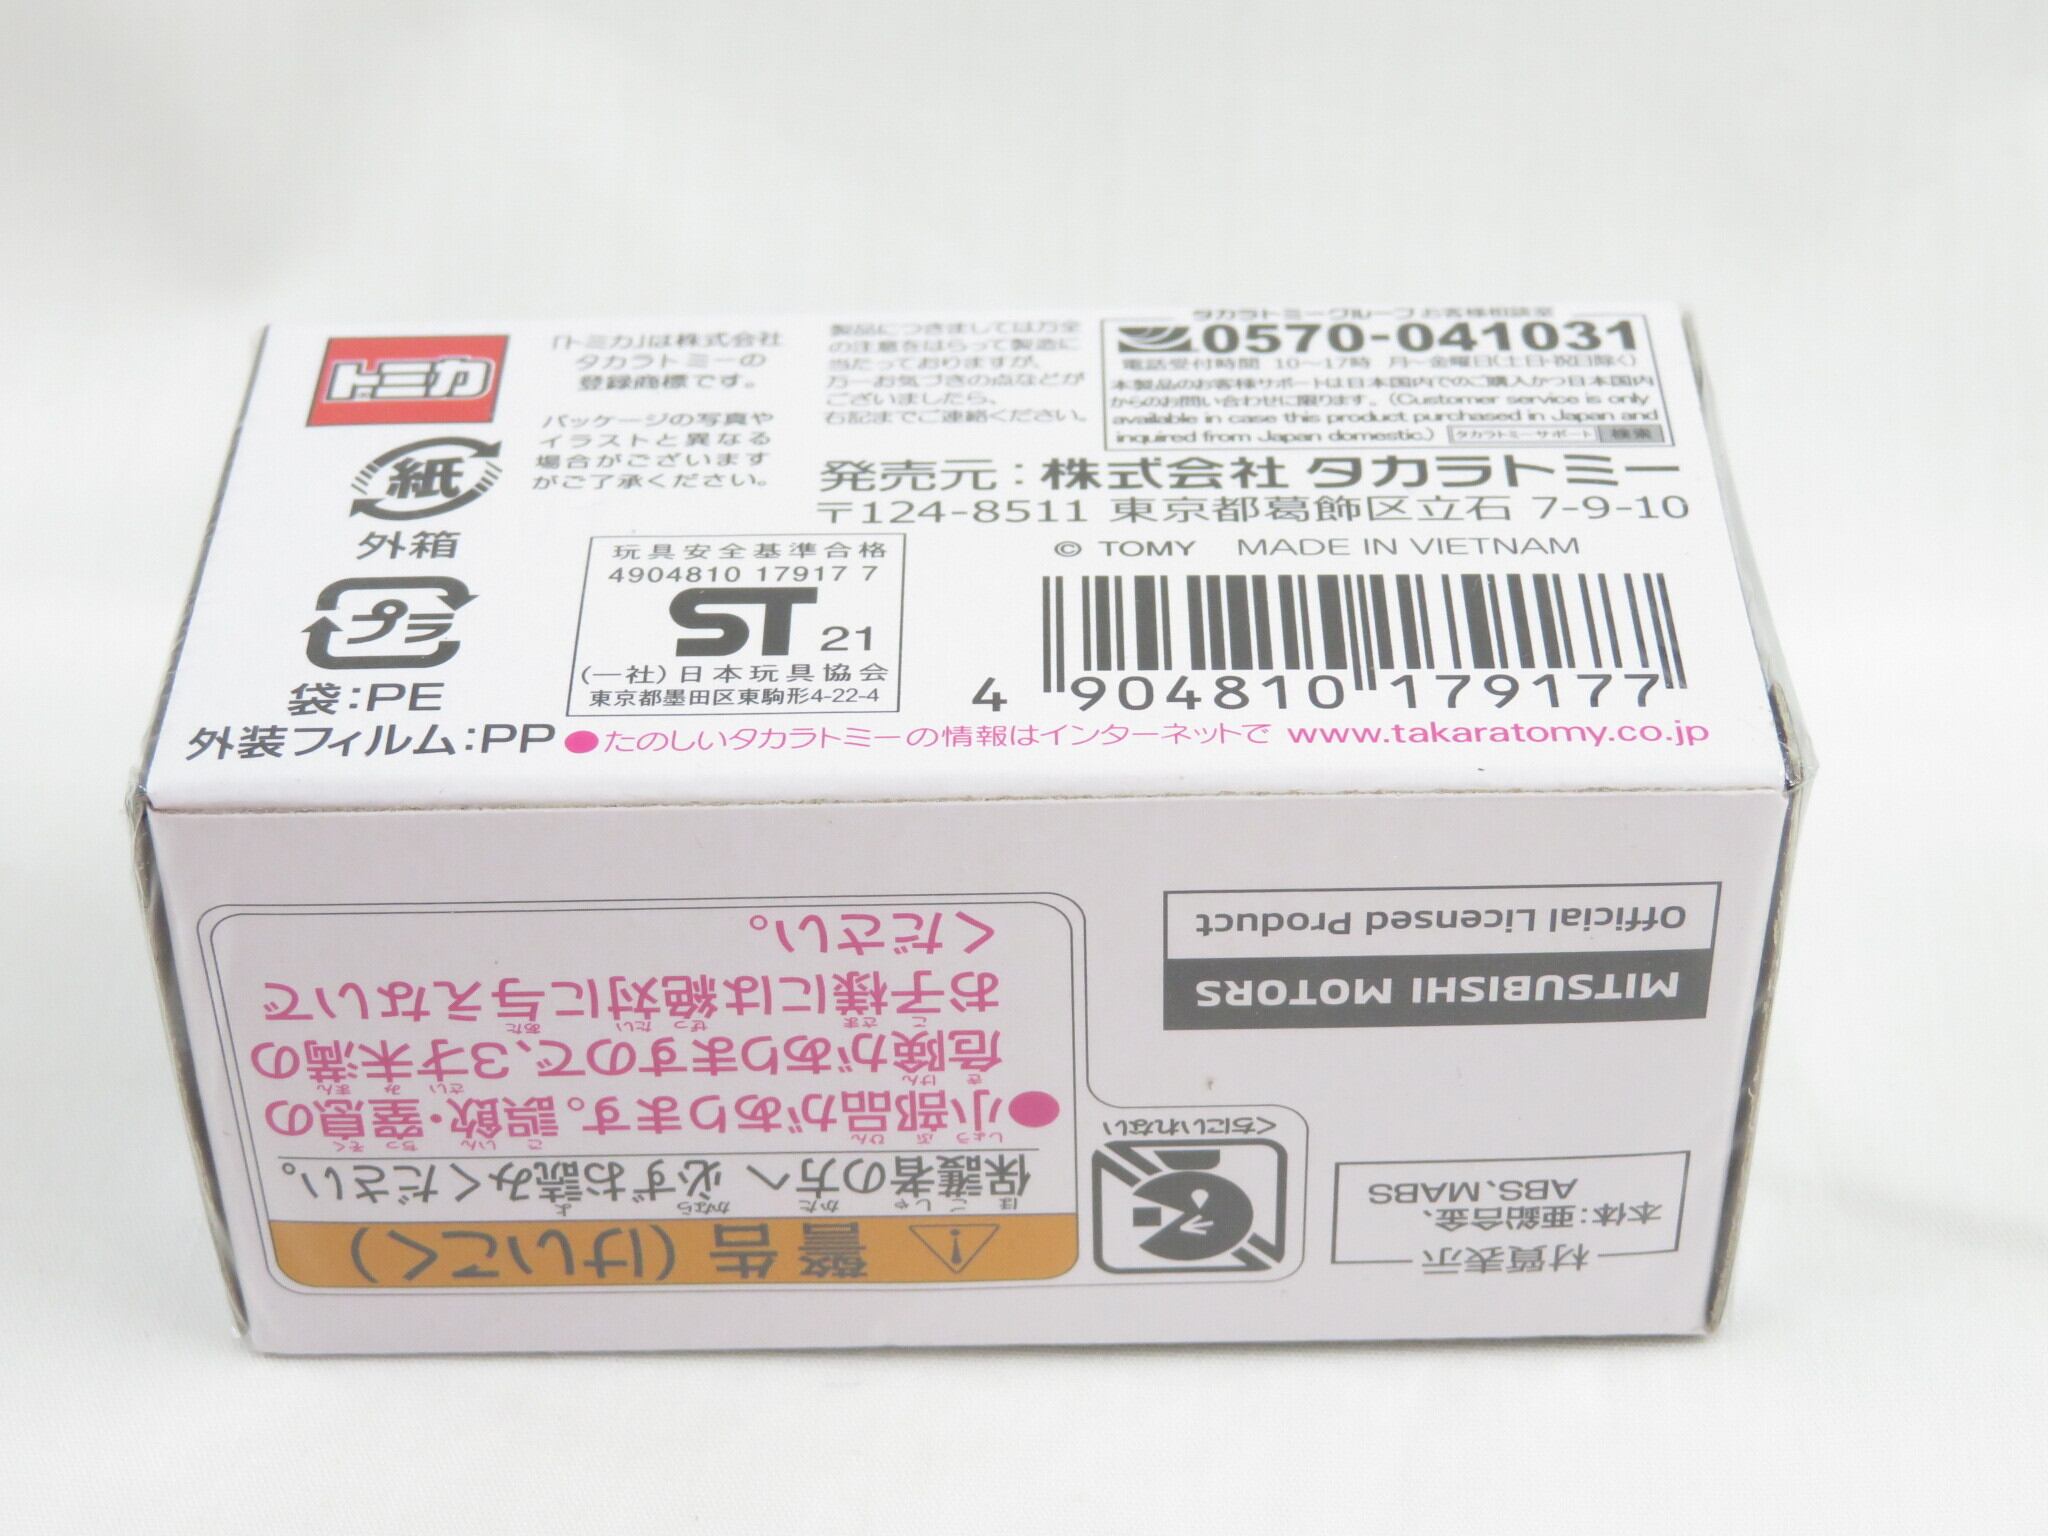 トミカ
「トミカ」は株式会社
タカラトミーの
登録商標です。
パッケージの写真や
イラストと異なる
場合がございます
がご了承ください。
紙
外箱
プラ
袋:PE
外装フィルム:PP
製品につきましては万全
の注意をはらって製造に
当たっておりますが、
万一お気づきの点などが
ございましたら、
右記までご連絡ください。
タカラトミーグループお客様相談室
0570-041031
電話受付時間 10〜17時 月〜金曜日(土日・祝日除く)
本製品のお客様サポートは日本国内でのご購入かつ日本国内
からのお問い合わせに限ります。(Customer service is only
available in case this product purchased in Japan and
inquired from Japan domestic.) タカラトミーサポート 検索
発売元:株式会社 タカラトミー
〒124-8511 東京都葛飾区立石 7-9-10
© TOMY MADE IN VIETNAM
玩具安全基準合格
4904810 17917 7
ST 21
(一社)日本玩具協会
東京都墨田区東駒形4-22-4
4 904810 179177
●たのしいタカラトミーの情報はインターネットで www.takaratomy.co.jp
警告(けいこく)
保護者の方へ 必ずお読みください。
●小部品があります。誤飲・窒息の
危険がありますので、3才未満の
お子様には絶対に与えないで
ください。
くちにいれない
材質表示
本体:亜鉛合金、
ABS、MABS
MITSUBISHI MOTORS
Official Licensed Product